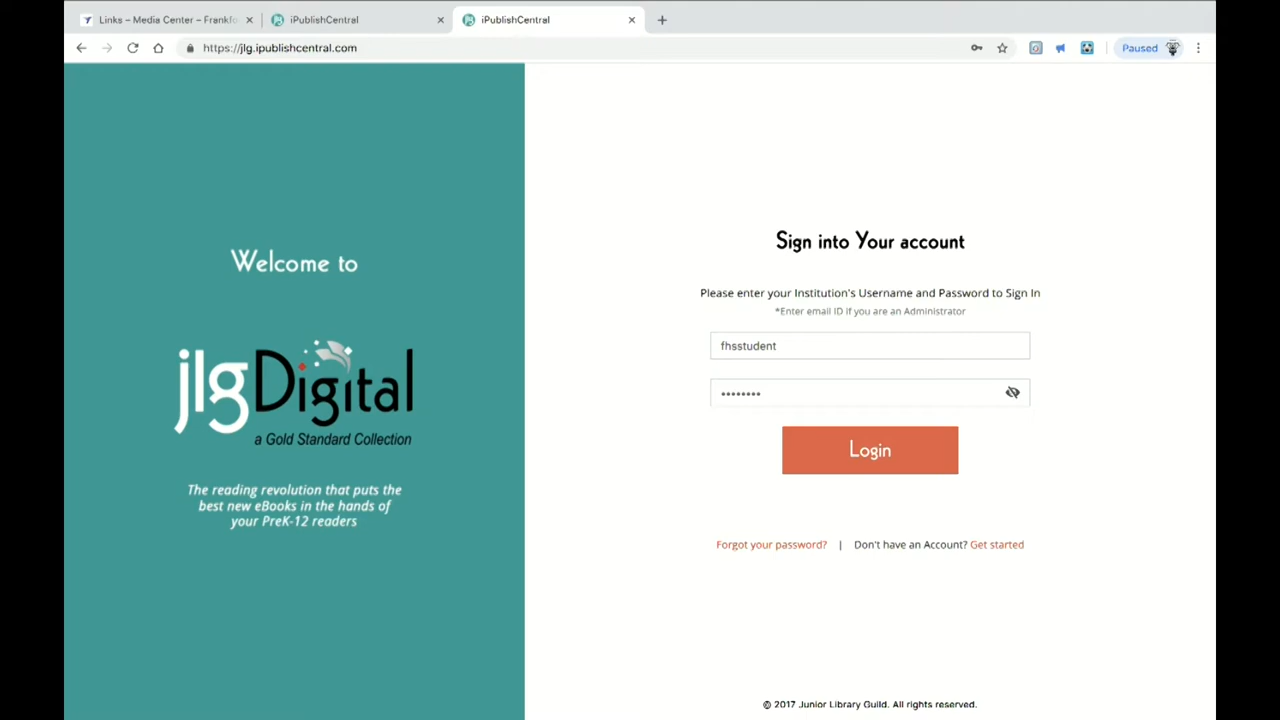 Links – Media Center – Frankfo
iPublishCentral
iPublishCentral
https://jlg.ipublishcentral.com
Paused
Welcome to
jlgDigital
a Gold Standard Collection
The reading revolution that puts the
best new eBooks in the hands of
your PreK-12 readers
Sign into Your account
Please enter your Institution's Username and Password to Sign In
*Enter email ID if you are an Administrator
fhsstudent
••••••••
Login
Forgot your password? | Don't have an Account? Get started
© 2017 Junior Library Guild. All rights reserved.